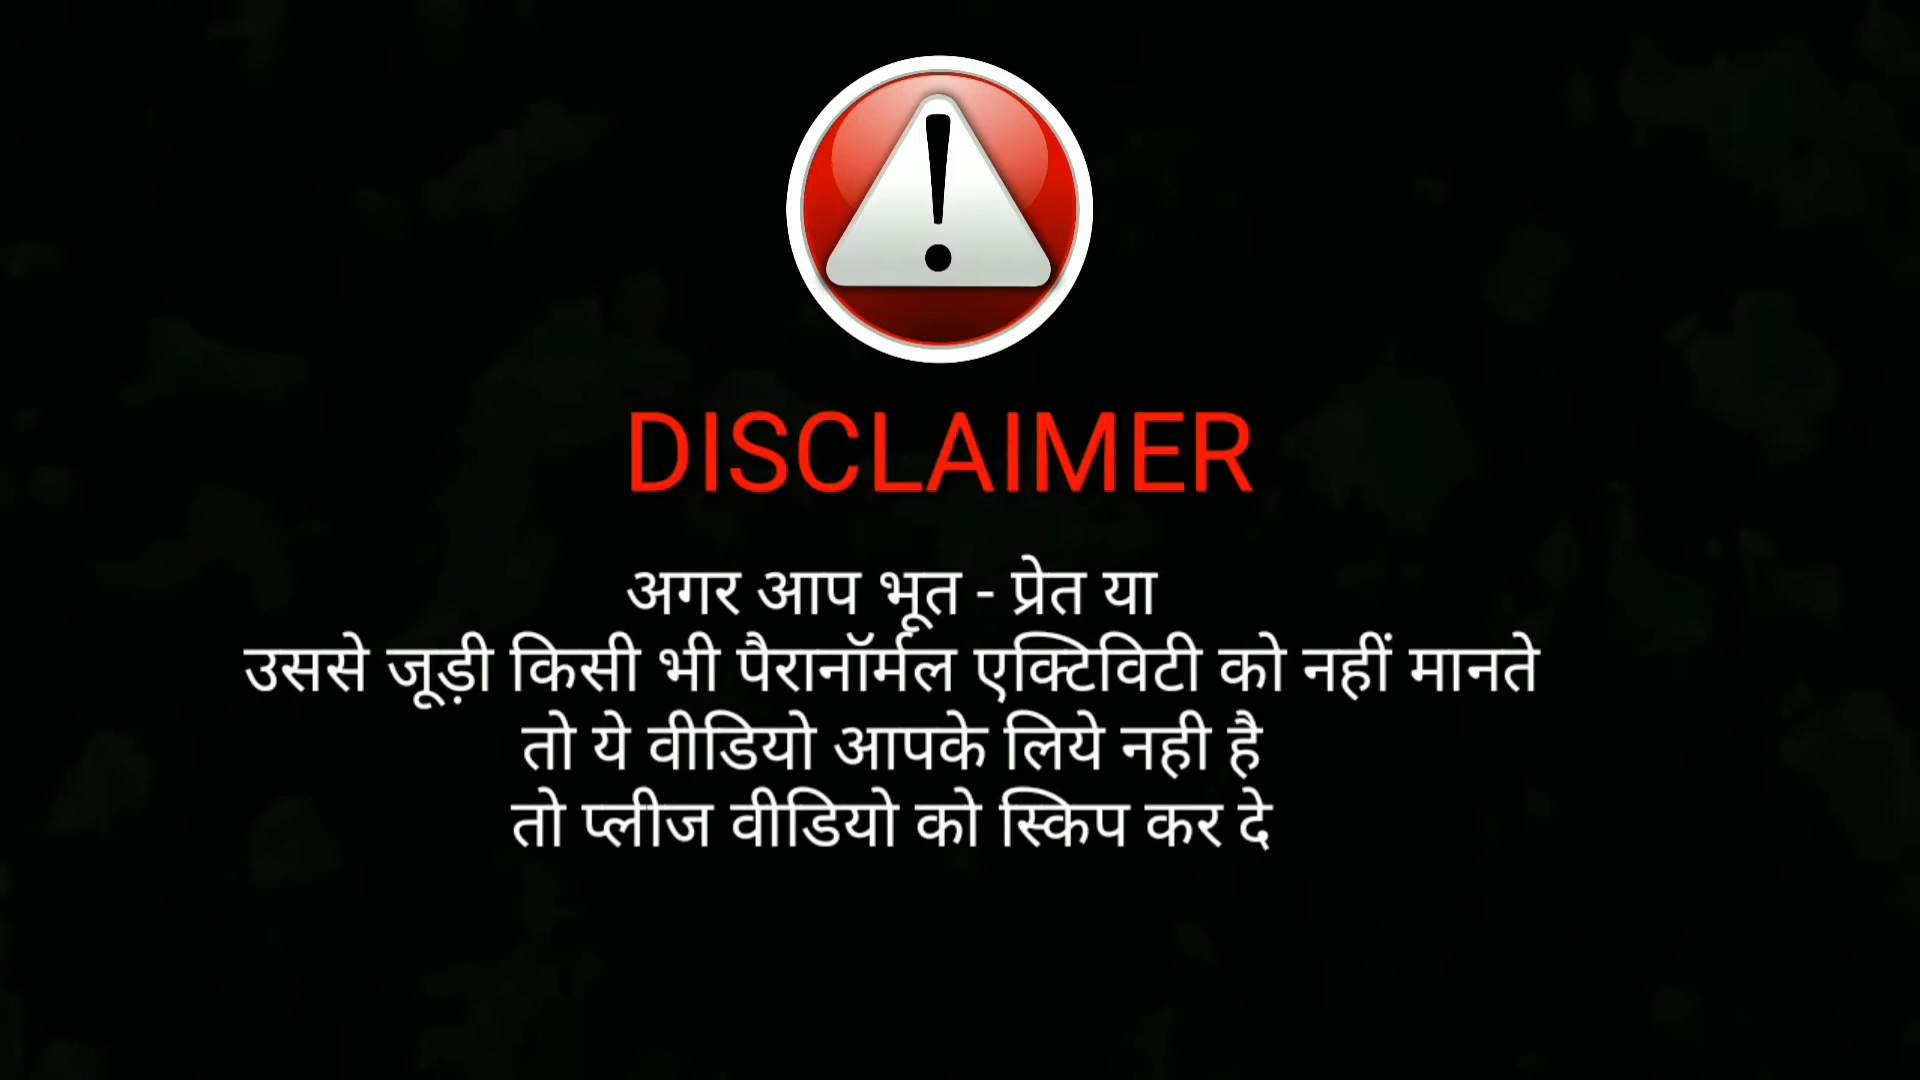 DISCLAIMER
अगर आप भूत - प्रेत या
उससे जूड़ी किसी भी पैरानॉर्मल एक्टिविटी को नहीं मानते
तो ये वीडियो आपके लिये नही है
तो प्लीज वीडियो को स्किप कर दे